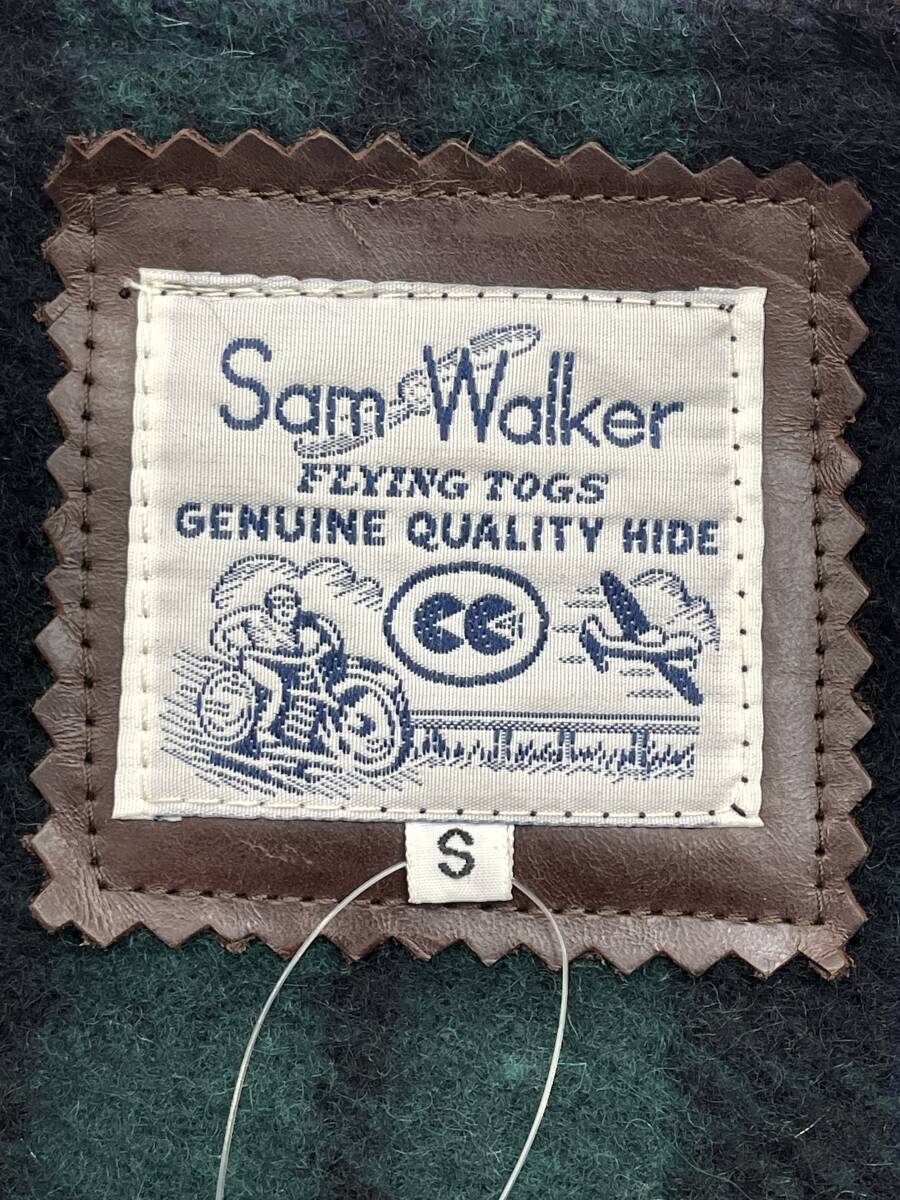 Sam Walker
FLYING TOGS
GENUINE QUALITY HIDE
S